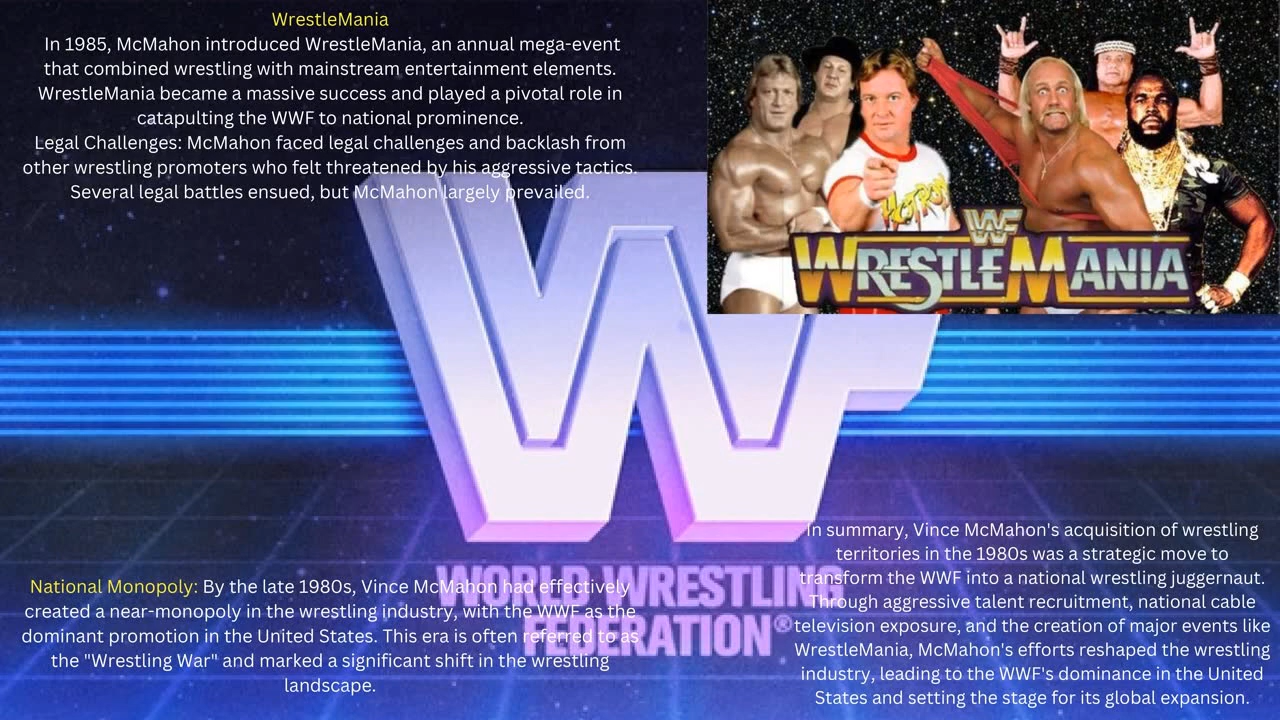 WrestleMania
In 1985, McMahon introduced WrestleMania, an annual mega-event
that combined wrestling with mainstream entertainment elements.
WrestleMania became a massive success and played a pivotal role in
catapulting the WWF to national prominence.
Legal Challenges: McMahon faced legal challenges and backlash from
other wrestling promoters who felt threatened by his aggressive tactics.
Several legal battles ensued, but McMahon largely prevailed.
HOT ROD
WF
WRESTLEMANIA
WF
WORLD WRESTLING
FEDERATION®
National Monopoly: By the late 1980s, Vince McMahon had effectively
created a near-monopoly in the wrestling industry, with the WWF as the
dominant promotion in the United States. This era is often referred to as
the "Wrestling War" and marked a significant shift in the wrestling
landscape.
In summary, Vince McMahon's acquisition of wrestling
territories in the 1980s was a strategic move to
transform the WWF into a national wrestling juggernaut.
Through aggressive talent recruitment, national cable
television exposure, and the creation of major events like
WrestleMania, McMahon's efforts reshaped the wrestling
industry, leading to the WWF's dominance in the United
States and setting the stage for its global expansion.